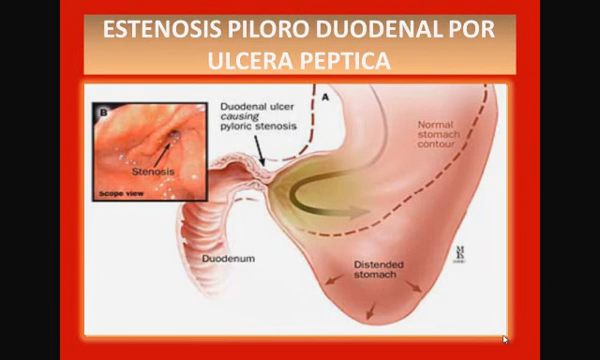 ESTENOSIS PILORO DUODENAL POR
ULCERA PEPTICA
B
Stenosis
Scope view
Duodenal ulcer
causing
pyloric stenosis
A
Normal
stomach
contour
Duodenum
Distended
stomach